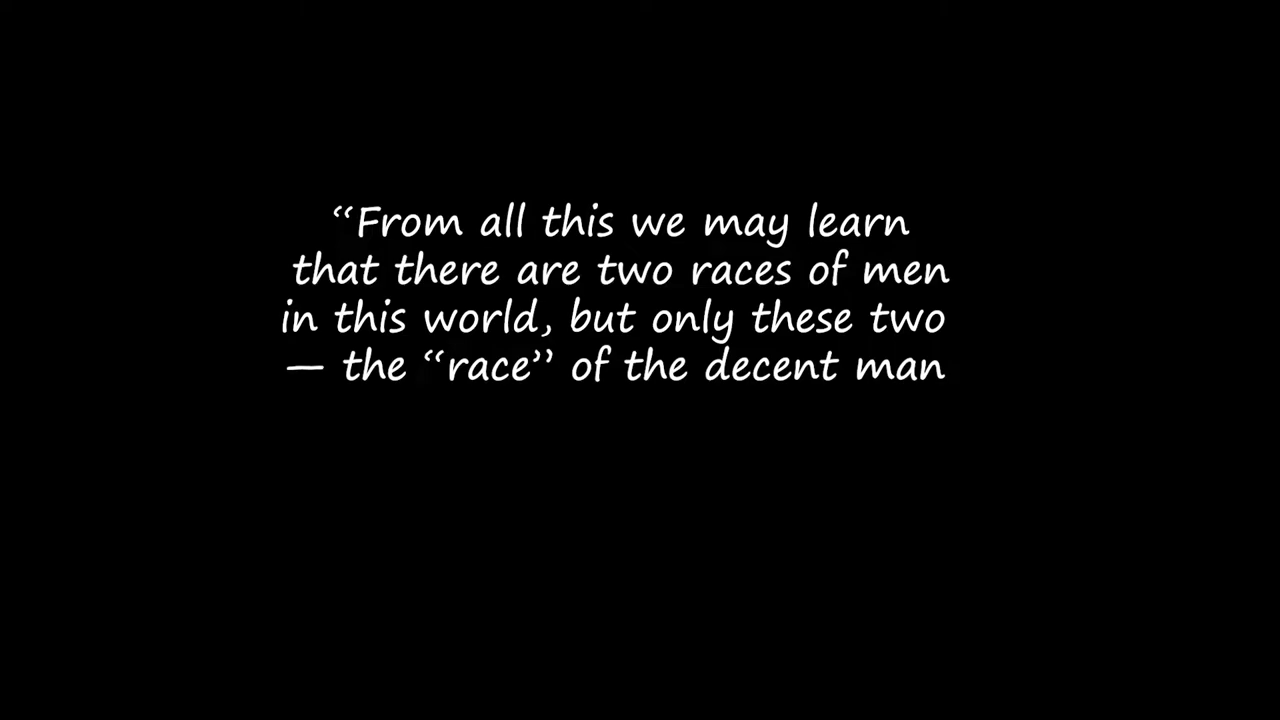 “From all this we may learn
that there are two races of men
in this world, but only these two
— the “race” of the decent man